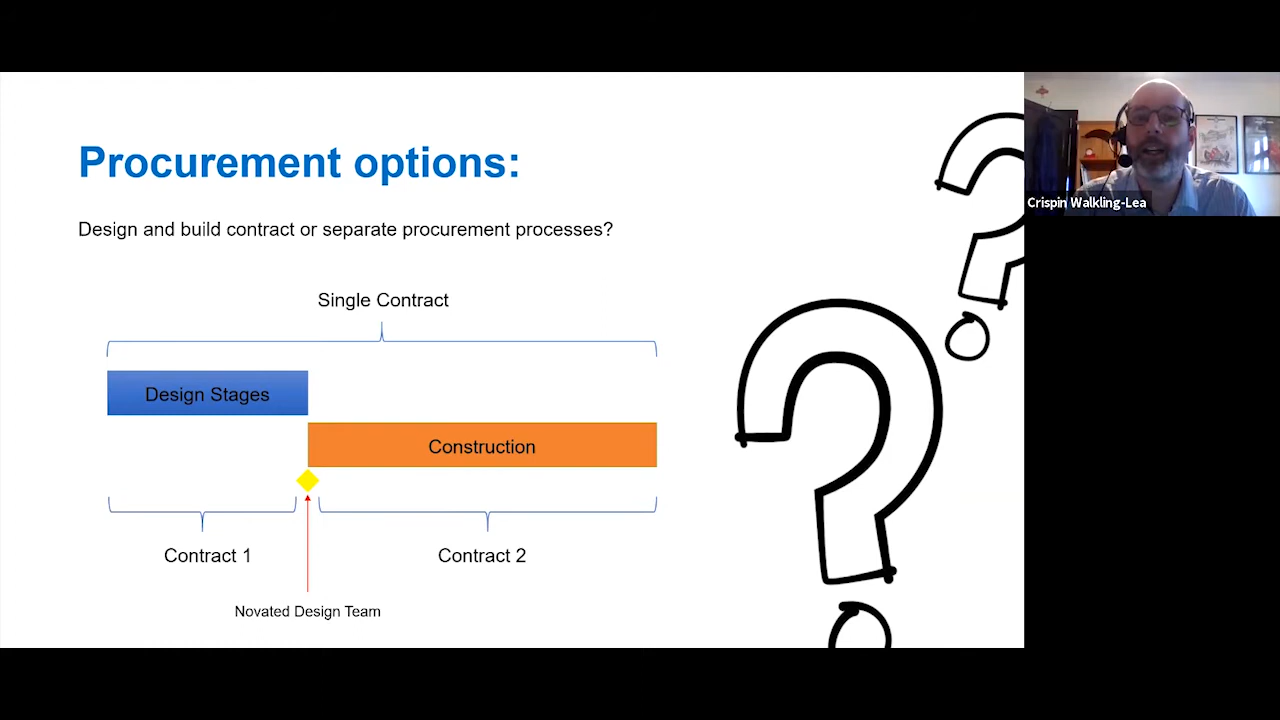 Procurement options:
Design and build contract or separate procurement processes?
Single Contract
Design Stages
Construction
Contract 1
Contract 2
Novated Design Team
Crispin Walkling-Lea